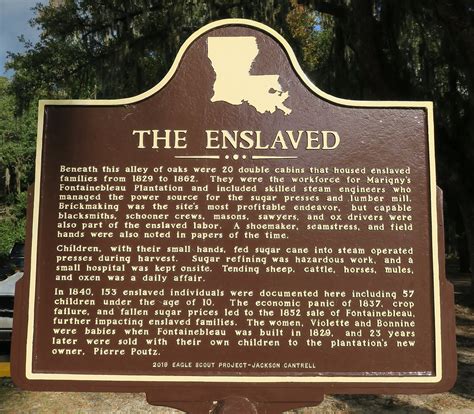 THE ENSLAVED
Beneath this alley of oaks were 20 double cabins that housed enslaved
families from 1829 to 1862. They were the workforce for Marigny's
Fontainebleau Plantation and included skilled steam engineers who
managed the power source for the sugar presses and lumber mill.
Brickmaking was the site's most profitable endeavor, but capable
blacksmiths, schooner crews, masons, sawyers, and ox drivers were
also part of the enslaved labor. A shoemaker, seamstress, and field
hands were also noted in papers of the time.
Children, with their small hands, fed sugar cane into steam operated
presses during harvest. Sugar refining was hazardous work, and a
small hospital was kept onsite. Tending sheep, cattle, horses, mules,
and oxen was a daily affair.
In 1840, 153 enslaved individuals were documented here including 57
children under the age of 10. The economic panic of 1837, crop
failure, and fallen sugar prices led to the 1852 sale of Fontainebleau,
further impacting enslaved families. The women, Violette and Bonnine
were babies when Fontainebleau was built in 1829, and 23 years
later were sold with their own children to the plantation's new
owner, Pierre Poutz.
2019 EAGLE SCOUT PROJECT-JACKSON CANTRELL